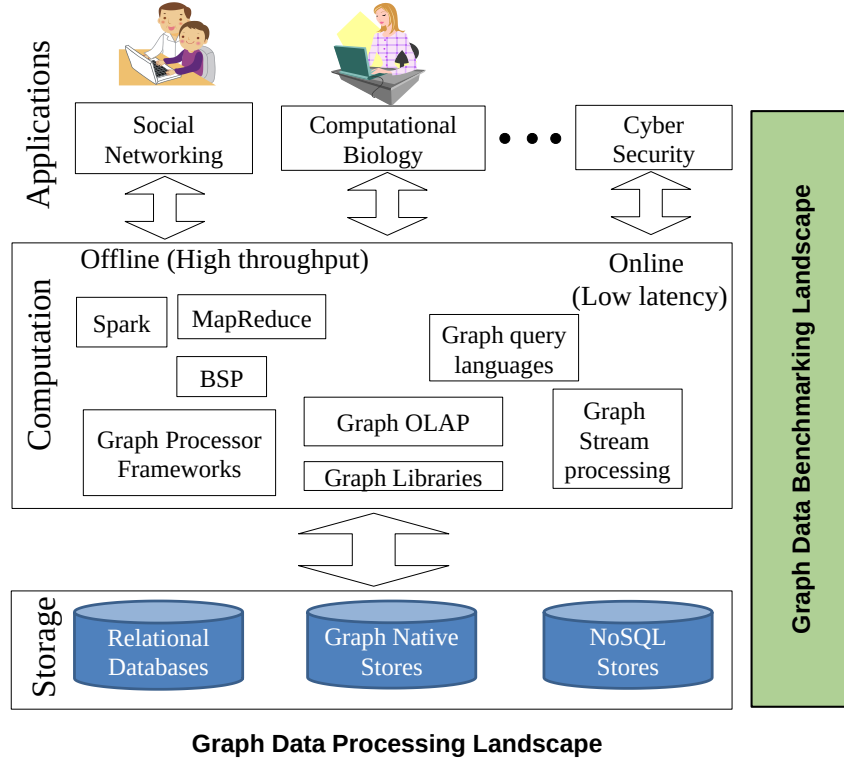 Applications
Social
Networking
Computational
Biology
Cyber
Security
Computation
Offline (High throughput)
Online
(Low latency)
Spark
MapReduce
BSP
Graph query
languages
Graph Processor
Frameworks
Graph OLAP
Graph Libraries
Graph
Stream
processing
Storage
Relational
Databases
Graph Native
Stores
NoSQL
Stores
Graph Data Benchmarking Landscape
Graph Data Processing Landscape